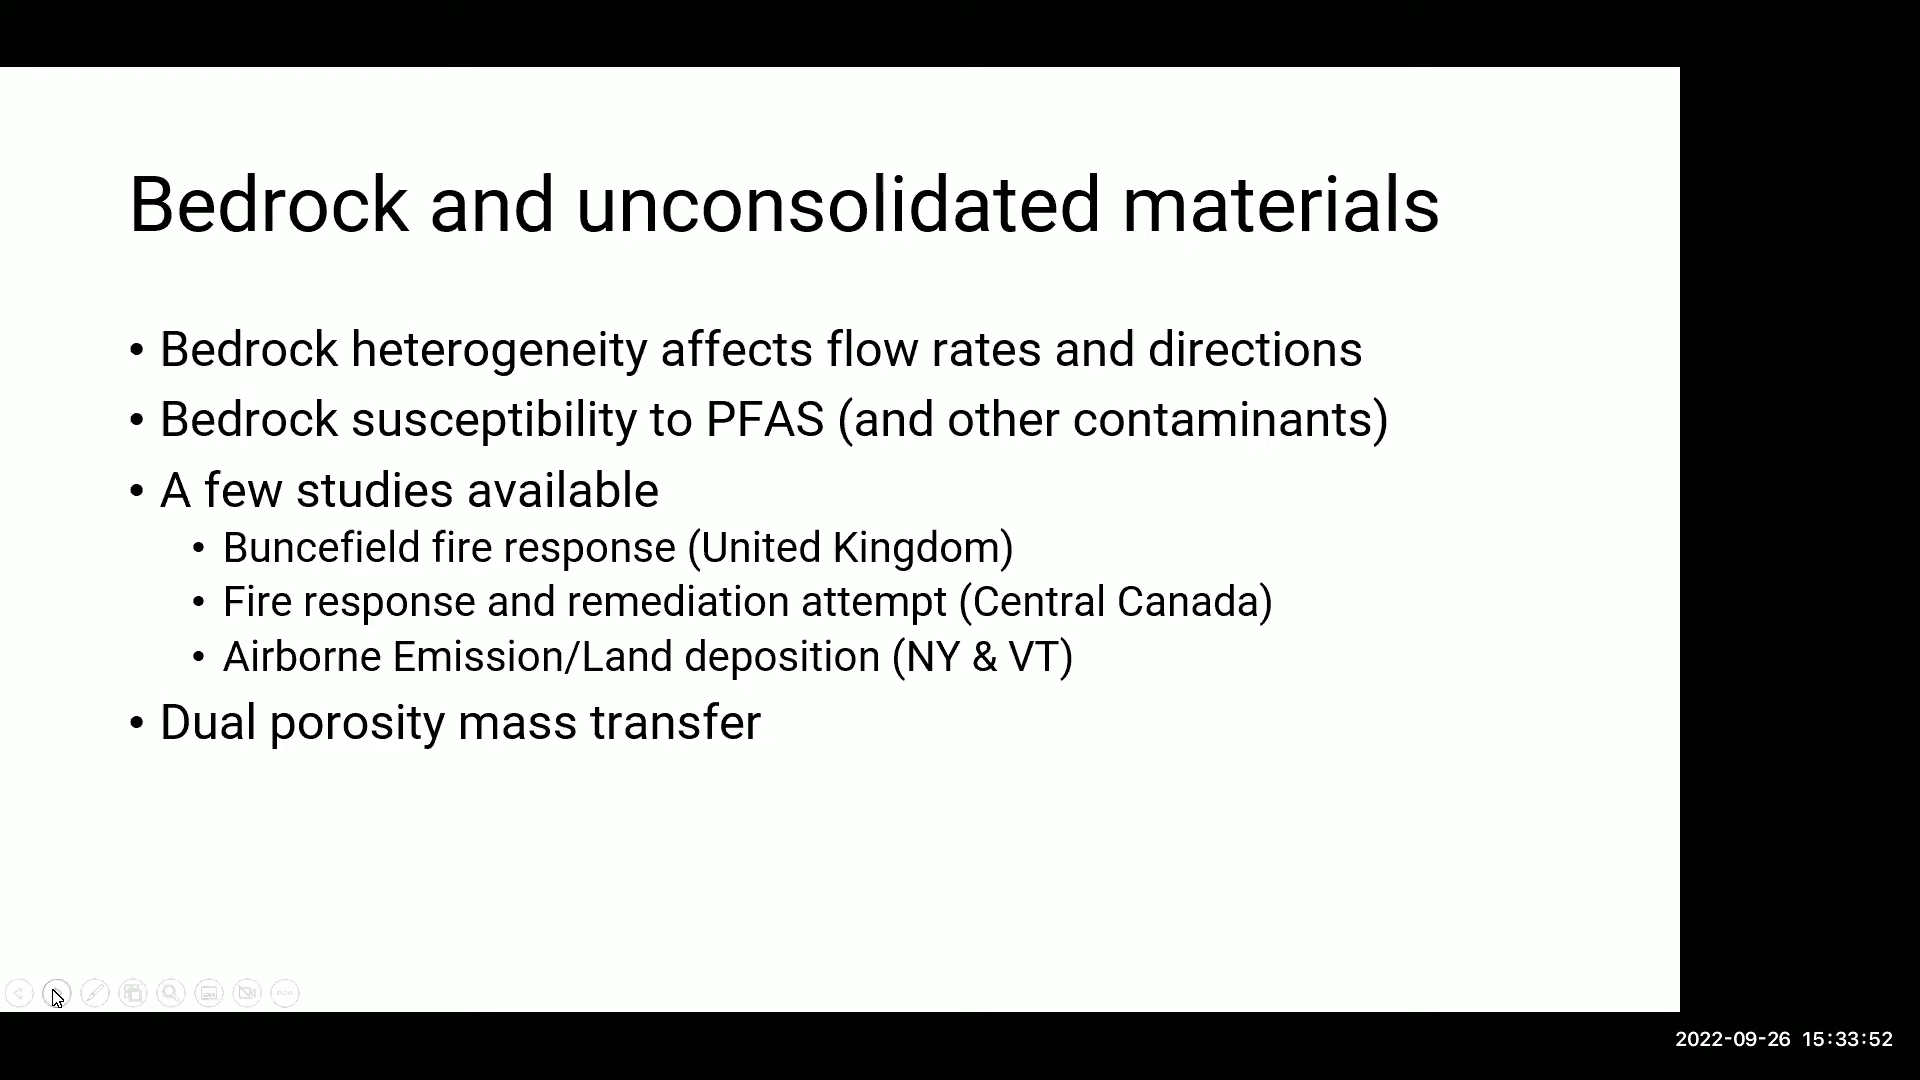 Bedrock and unconsolidated materials
• Bedrock heterogeneity affects flow rates and directions
• Bedrock susceptibility to PFAS (and other contaminants)
• A few studies available
• Buncefield fire response (United Kingdom)
• Fire response and remediation attempt (Central Canada)
• Airborne Emission/Land deposition (NY & VT)
• Dual porosity mass transfer
2022-09-26 15:33:52